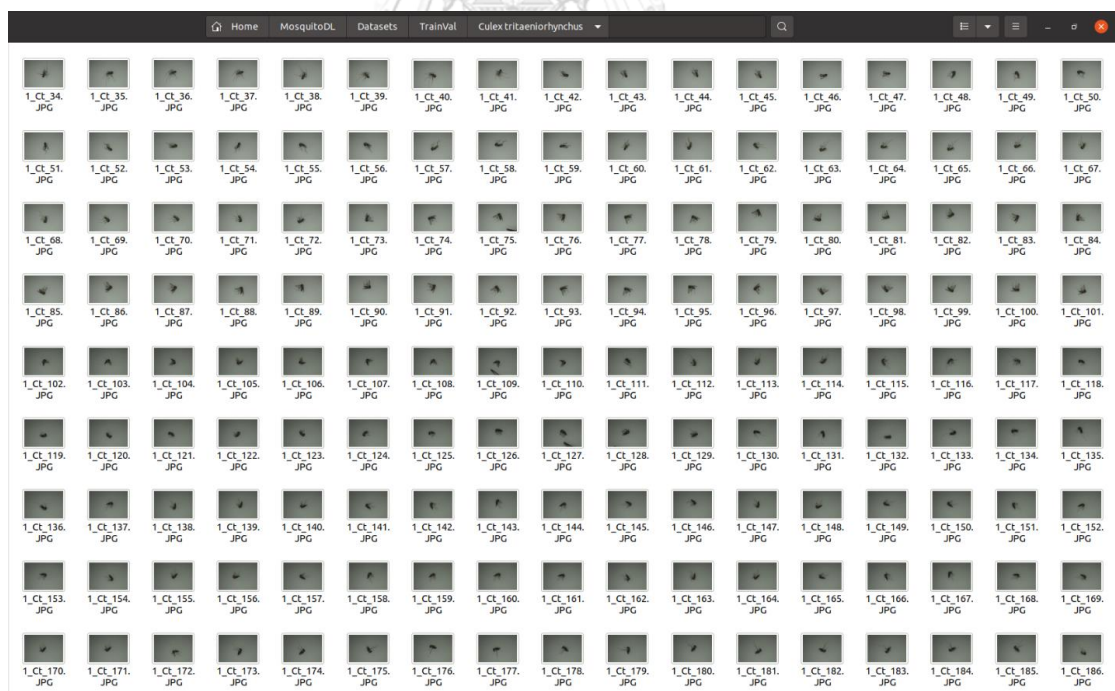 Home MosquitoDL Datasets TrainVal Culex tritaeniorhynchus
1_Ct_34. 1_Ct_35. 1_Ct_36. 1_Ct_37. 1_Ct_38. 1_Ct_39. 1_Ct_40. 1_Ct_41. 1_Ct_42. 1_Ct_43. 1_Ct_44. 1_Ct_45. 1_Ct_46. 1_Ct_47. 1_Ct_48. 1_Ct_49. 1_Ct_50.
JPG JPG JPG JPG JPG JPG JPG JPG JPG JPG JPG JPG JPG JPG JPG JPG JPG
1_Ct_51. 1_Ct_52. 1_Ct_53. 1_Ct_54. 1_Ct_55. 1_Ct_56. 1_Ct_57. 1_Ct_58. 1_Ct_59. 1_Ct_60. 1_Ct_61. 1_Ct_62. 1_Ct_63. 1_Ct_64. 1_Ct_65. 1_Ct_66. 1_Ct_67.
JPG JPG JPG JPG JPG JPG JPG JPG JPG JPG JPG JPG JPG JPG JPG JPG JPG
1_Ct_68. 1_Ct_69. 1_Ct_70. 1_Ct_71. 1_Ct_72. 1_Ct_73. 1_Ct_74. 1_Ct_75. 1_Ct_76. 1_Ct_77. 1_Ct_78. 1_Ct_79. 1_Ct_80. 1_Ct_81. 1_Ct_82. 1_Ct_83. 1_Ct_84.
JPG JPG JPG JPG JPG JPG JPG JPG JPG JPG JPG JPG JPG JPG JPG JPG JPG
1_Ct_85. 1_Ct_86. 1_Ct_87. 1_Ct_88. 1_Ct_89. 1_Ct_90. 1_Ct_91. 1_Ct_92. 1_Ct_93. 1_Ct_94. 1_Ct_95. 1_Ct_96. 1_Ct_97. 1_Ct_98. 1_Ct_99. 1_Ct_100. 1_Ct_101.
JPG JPG JPG JPG JPG JPG JPG JPG JPG JPG JPG JPG JPG JPG JPG JPG JPG
1_Ct_102. 1_Ct_103. 1_Ct_104. 1_Ct_105. 1_Ct_106. 1_Ct_107. 1_Ct_108. 1_Ct_109. 1_Ct_110. 1_Ct_111. 1_Ct_112. 1_Ct_113. 1_Ct_114. 1_Ct_115. 1_Ct_116. 1_Ct_117. 1_Ct_118.
JPG JPG JPG JPG JPG JPG JPG JPG JPG JPG JPG JPG JPG JPG JPG JPG JPG
1_Ct_119. 1_Ct_120. 1_Ct_121. 1_Ct_122. 1_Ct_123. 1_Ct_124. 1_Ct_125. 1_Ct_126. 1_Ct_127. 1_Ct_128. 1_Ct_129. 1_Ct_130. 1_Ct_131. 1_Ct_132. 1_Ct_133. 1_Ct_134. 1_Ct_135.
JPG JPG JPG JPG JPG JPG JPG JPG JPG JPG JPG JPG JPG JPG JPG JPG JPG
1_Ct_136. 1_Ct_137. 1_Ct_138. 1_Ct_139. 1_Ct_140. 1_Ct_141. 1_Ct_142. 1_Ct_143. 1_Ct_144. 1_Ct_145. 1_Ct_146. 1_Ct_147. 1_Ct_148. 1_Ct_149. 1_Ct_150. 1_Ct_151. 1_Ct_152.
JPG JPG JPG JPG JPG JPG JPG JPG JPG JPG JPG JPG JPG JPG JPG JPG JPG
1_Ct_153. 1_Ct_154. 1_Ct_155. 1_Ct_156. 1_Ct_157. 1_Ct_158. 1_Ct_159. 1_Ct_160. 1_Ct_161. 1_Ct_162. 1_Ct_163. 1_Ct_164. 1_Ct_165. 1_Ct_166. 1_Ct_167. 1_Ct_168. 1_Ct_169.
JPG JPG JPG JPG JPG JPG JPG JPG JPG JPG JPG JPG JPG JPG JPG JPG JPG
1_Ct_170. 1_Ct_171. 1_Ct_172. 1_Ct_173. 1_Ct_174. 1_Ct_175. 1_Ct_176. 1_Ct_177. 1_Ct_178. 1_Ct_179. 1_Ct_180. 1_Ct_181. 1_Ct_182. 1_Ct_183. 1_Ct_184. 1_Ct_185. 1_Ct_186.
JPG JPG JPG JPG JPG JPG JPG JPG JPG JPG JPG JPG JPG JPG JPG JPG JPG